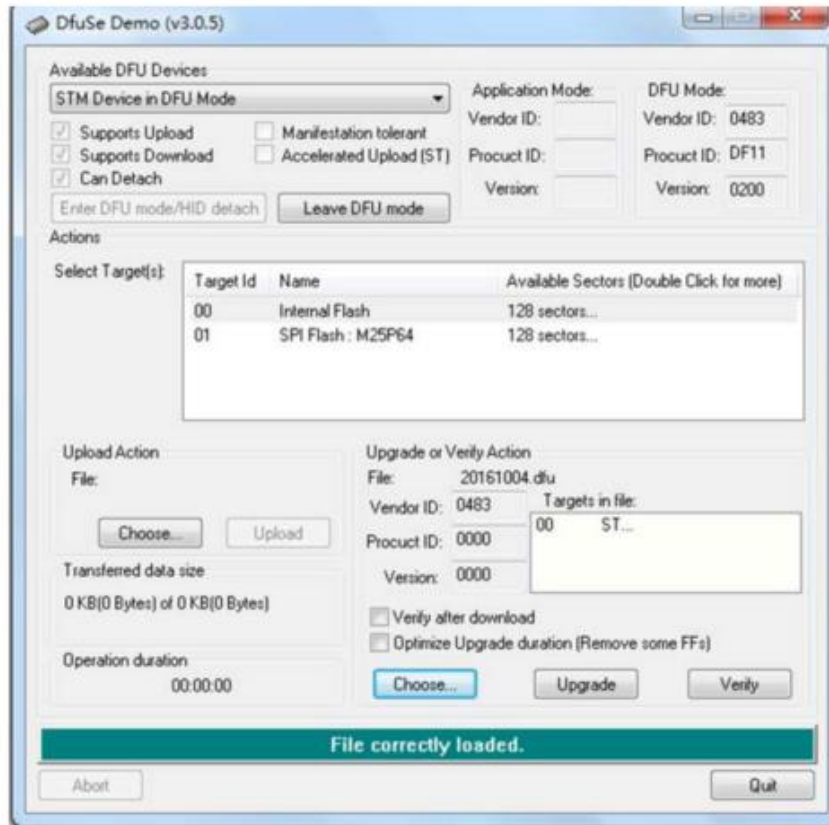 DfuSe Demo (v3.0.5)
Available DFU Devices
STM Device in DFU Mode
Supports Upload
Manifestation tolerant
Supports Download
Accelerated Upload (ST)
Can Detach
Enter DFU mode/HID detach
Leave DFU mode
Application Mode:
Vendor ID:
Procuct ID:
Version:
DFU Mode:
Vendor ID: 0483
Procuct ID: DF11
Version: 0200
Actions
Select Target(s):
Target Id Name Available Sectors (Double Click for more)
00 Internal Flash 128 sectors...
01 SPI Flash : M25P64 128 sectors...
Upload Action
File:
Choose...
Upload
Transferred data size
0 KB(0 Bytes) of 0 KB(0 Bytes)
Operation duration
00:00:00
Upgrade or Verify Action
File: 20161004.dfu
Vendor ID: 0483
Procuct ID: 0000
Version: 0000
Targets in file:
00 ST...
Verify after download
Optimize Upgrade duration (Remove some FFs)
Choose...
Upgrade
Verify
File correctly loaded.
Abort
Quit